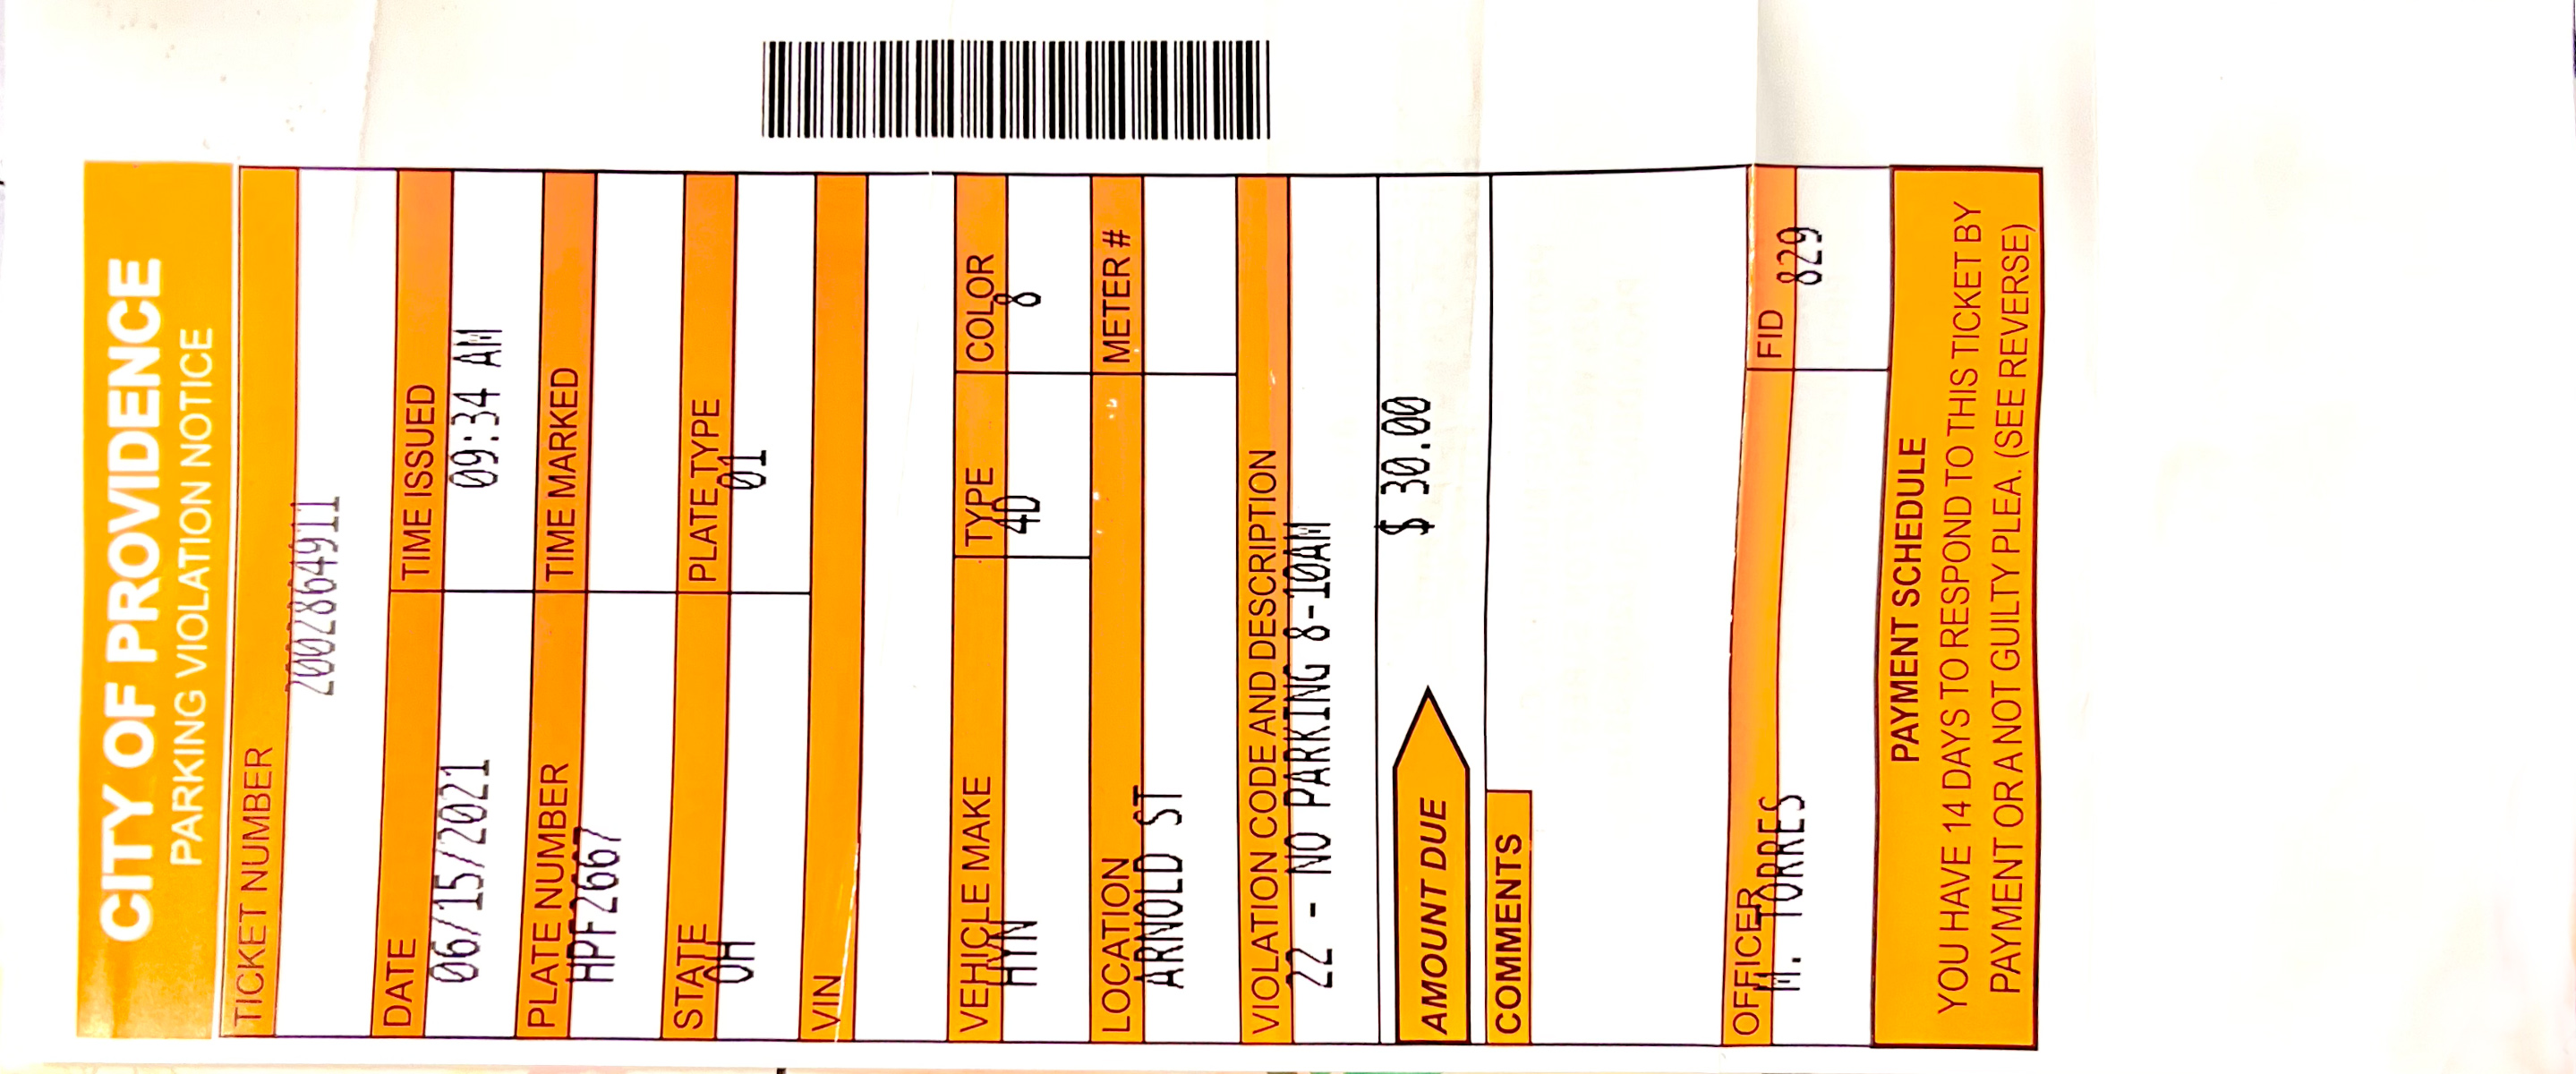 CITY OF PROVIDENCE
PARKING VIOLATION NOTICE
TICKET NUMBER
20002864911
DATE TIME ISSUED
06/15/2021 09:34 AM
PLATE NUMBER TIME MARKED
HPF2667
STATE PLATE TYPE
OH 01
VIN
VEHICLE MAKE TYPE COLOR
HYN 4D 8
LOCATION METER #
ARNOLD ST
VIOLATION CODE AND DESCRIPTION
22 - NO PARKING 8-10AM
AMOUNT DUE $ 30.00
COMMENTS
OFFICER FID
M. TORRES 829
PAYMENT SCHEDULE
YOU HAVE 14 DAYS TO RESPOND TO THIS TICKET BY
PAYMENT OR A NOT GUILTY PLEA. (SEE REVERSE)